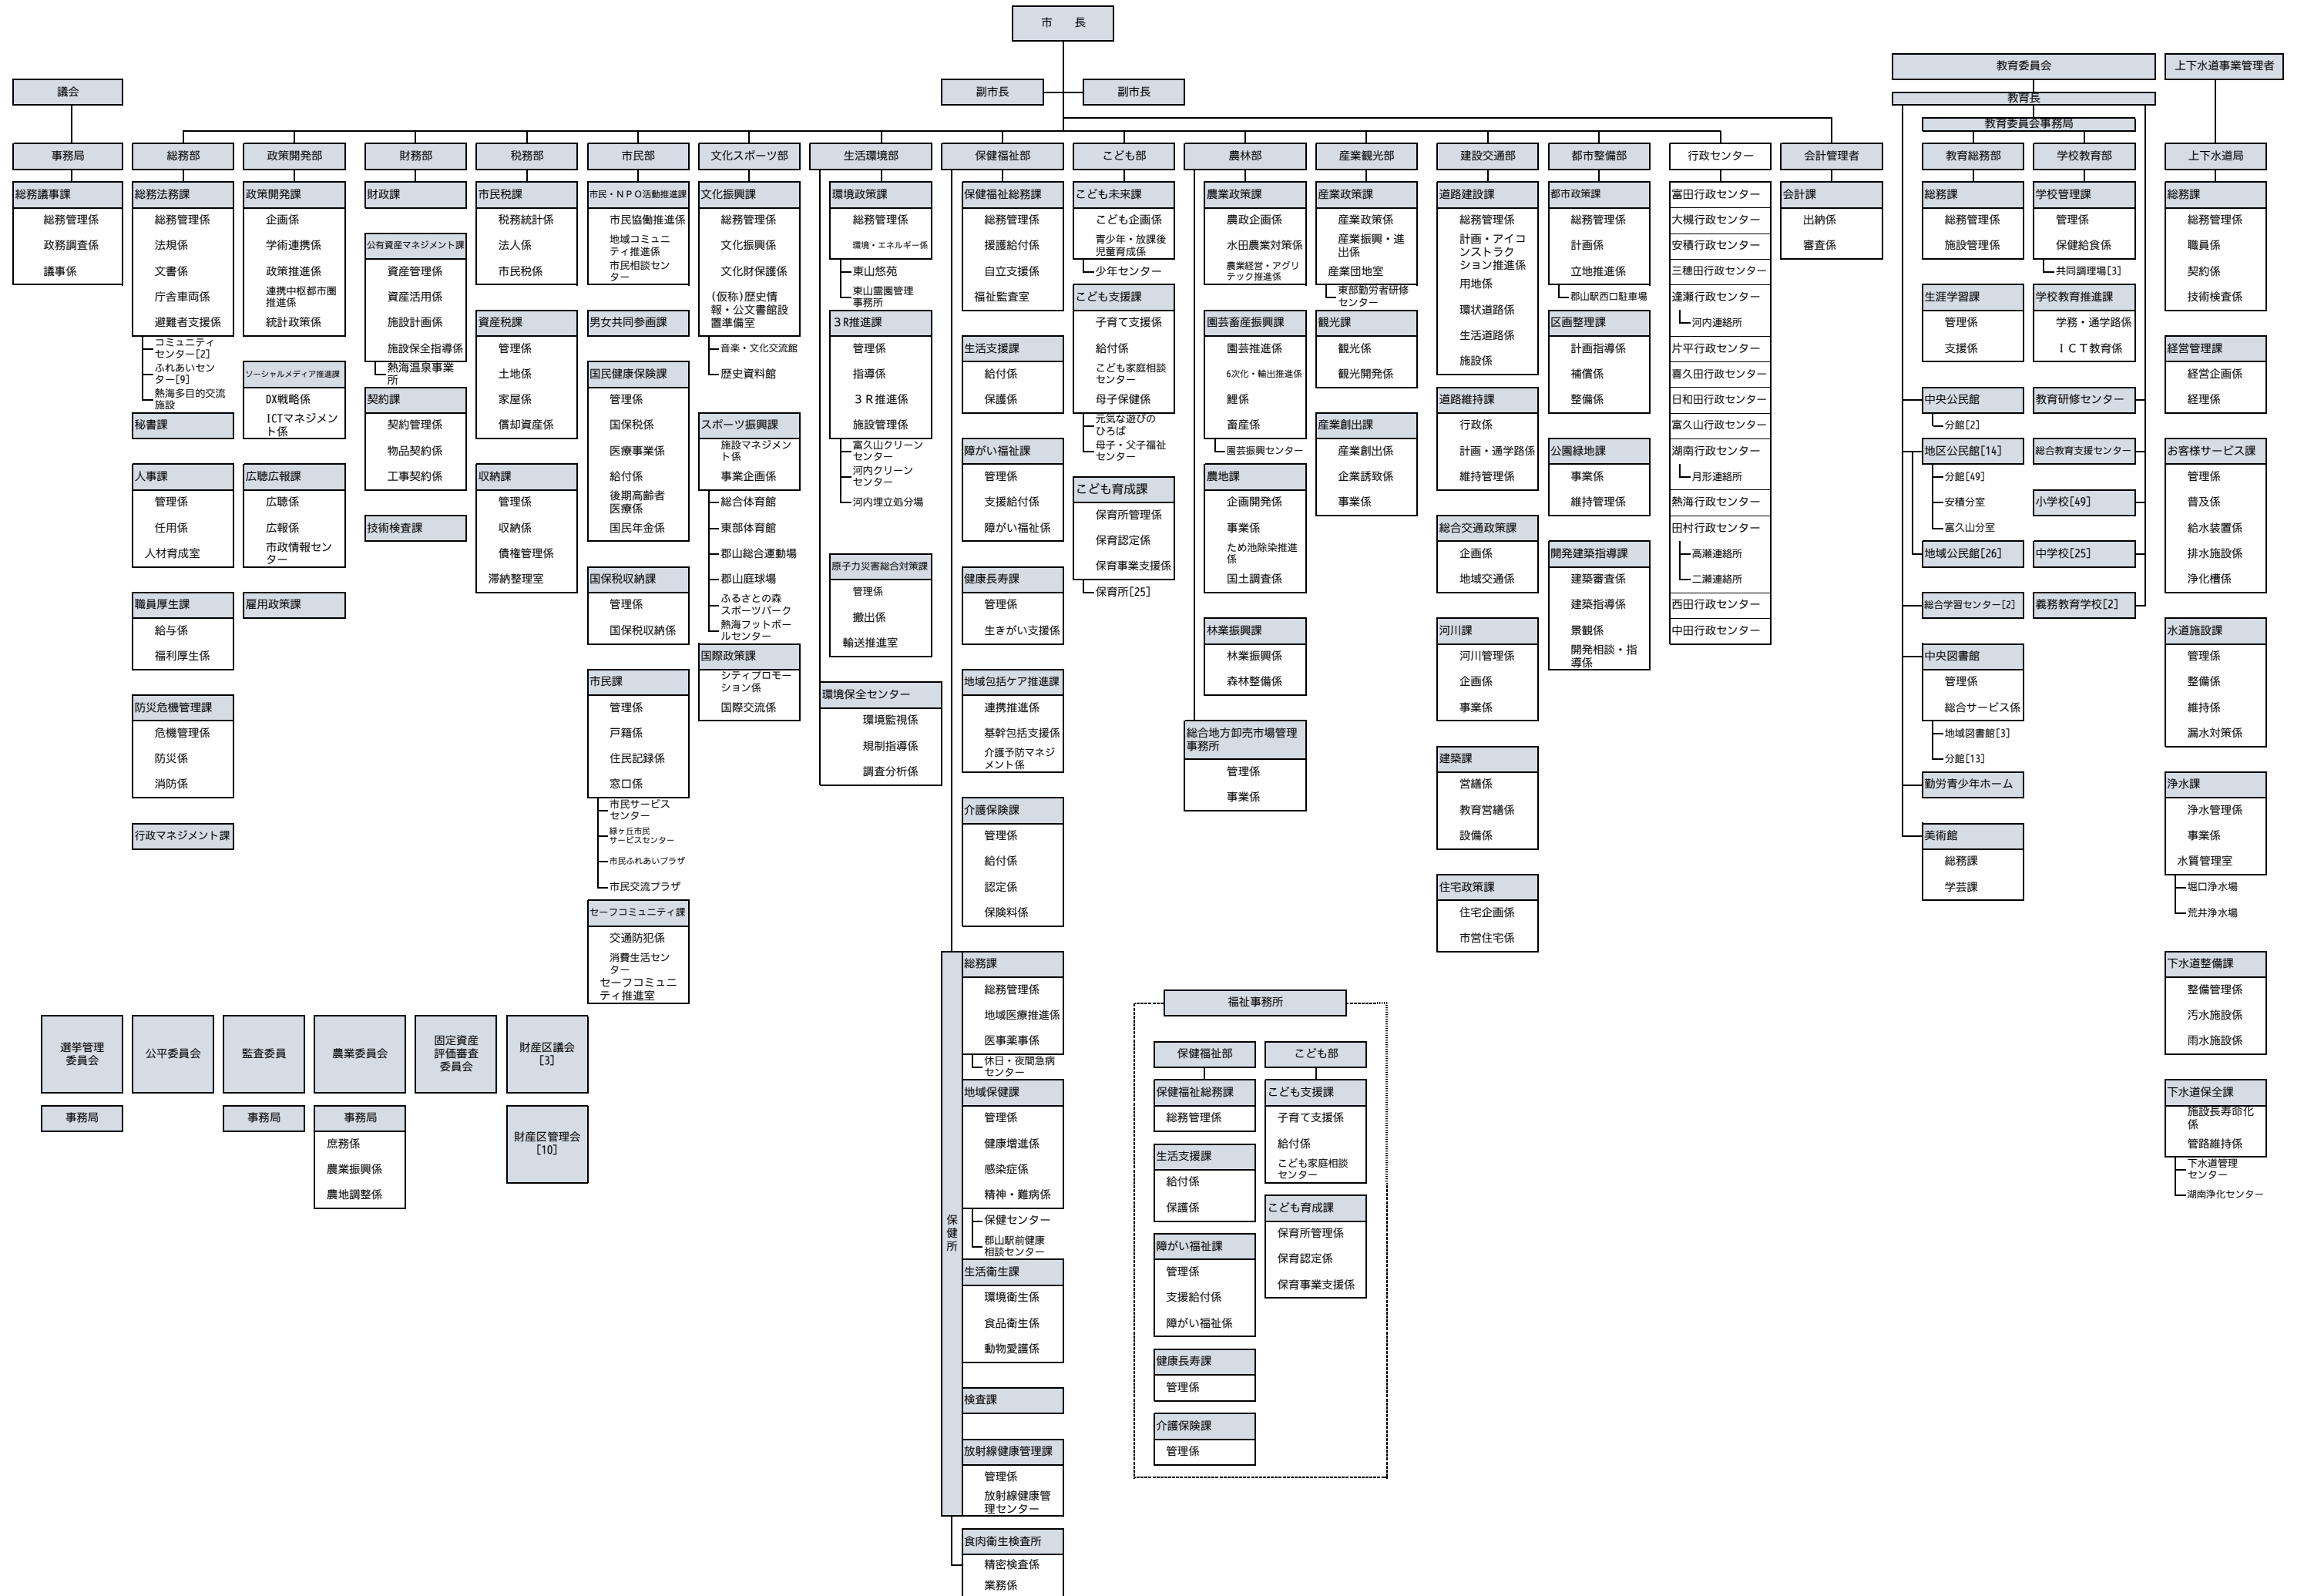 市　　長
副市長
副市長
議会
事務局
総務議事課
総務管理係
政務調査係
議事係
総務部
総務法務課
総務管理係
法規係
文書係
庁舎車両係
避難者支援係
コミュニティ
センター[2]
ふれあいセン
ター[9]
熱海多目的交流
施設
秘書課
人事課
管理係
任用係
人材育成室
職員厚生課
給与係
福利厚生係
防災危機管理課
危機管理係
防災係
消防係
行政マネジメント課
政策開発部
政策開発課
企画係
学術連携係
政策推進係
連携中枢都市圏
推進係
統計政策係
ソーシャルメディア推進課
DX戦略係
ICTマネジメン
ト係
広聴広報課
広聴係
広報係
市政情報セン
ター
雇用政策課
財務部
財政課
公有資産マネジメント課
資産管理係
資産活用係
施設計画係
施設保全指導係
熱海温泉事業
所
契約課
契約管理係
物品契約係
工事契約係
技術検査課
税務部
市民税課
税務統計係
法人係
市民税係
資産税課
管理係
土地係
家屋係
償却資産係
収納課
管理係
収納係
債権管理係
滞納整理室
市民部
市民・NPO活動推進課
市民協働推進係
地域コミュニ
ティ推進係
市民相談セン
ター
男女共同参画課
国民健康保険課
管理係
国保税係
医療事業係
給付係
後期高齢者
医療係
国民年金係
国保税収納課
管理係
国保税収納係
市民課
管理係
戸籍係
住民記録係
窓口係
市民サービス
センター
緑ヶ丘市民
サービスセンター
市民ふれあいプラザ
市民交流プラザ
セーフコミュニティ課
交通防犯係
消費生活セン
ター
セーフコミュニ
ティ推進室
文化スポーツ部
文化振興課
総務管理係
文化振興係
文化財保護係
(仮称)歴史情
報・公文書館設
置準備室
音楽・文化交流館
歴史資料館
スポーツ振興課
施設マネジメン
ト係
事業企画係
総合体育館
東部体育館
郡山総合運動場
郡山庭球場
ふるさとの森
スポーツパーク
熱海フットボー
ルセンター
国際政策課
シティプロモー
ション係
国際交流係
生活環境部
環境政策課
総務管理係
環境・エネルギー係
東山悠苑
東山霊園管理
事務所
３R推進課
管理係
指導係
３Ｒ推進係
施設管理係
富久山クリーン
センター
河内クリーン
センター
河内埋立処分場
原子力災害総合対策課
管理係
搬出係
輸送推進室
環境保全センター
環境監視係
規制指導係
調査分析係
保健福祉部
保健福祉総務課
総務管理係
援護給付係
自立支援係
福祉監査室
生活支援課
給付係
保護係
障がい福祉課
管理係
支援給付係
障がい福祉係
健康長寿課
管理係
生きがい支援係
地域包括ケア推進課
連携推進係
基幹包括支援係
介護予防マネジ
メント係
介護保険課
管理係
給付係
認定係
保険料係
保
健
所
総務課
総務管理係
地域医療推進係
医事薬事係
休日・夜間急病
センター
地域保健課
管理係
健康増進係
感染症係
精神・難病係
保健センター
郡山駅前健康
相談センター
生活衛生課
環境衛生係
食品衛生係
動物愛護係
検査課
放射線健康管理課
管理係
放射線健康管
理センター
食肉衛生検査所
精密検査係
業務係
こども部
こども未来課
こども企画係
青少年・放課後
児童育成係
少年センター
こども支援課
子育て支援係
給付係
こども家庭相談
センター
母子保健係
元気な遊びの
ひろば
母子・父子福祉
センター
こども育成課
保育所管理係
保育認定係
保育事業支援係
保育所[25]
農林部
農業政策課
農政企画係
水田農業対策係
農業経営・アグリ
テック推進係
園芸畜産振興課
園芸推進係
6次化・輸出推進係
鯉係
畜産係
園芸振興センター
農地課
企画開発係
事業係
ため池除染推進
係
国土調査係
林業振興課
林業振興係
森林整備係
総合地方卸売市場管理
事務所
管理係
事業係
産業観光部
産業政策課
産業政策係
産業振興・進
出係
産業団地室
東部勤労者研修
センター
観光課
観光係
観光開発係
産業創出課
産業創出係
企業誘致係
事業係
建設交通部
道路建設課
総務管理係
計画・アイコ
ンストラク
ション推進係
用地係
環状道路係
生活道路係
施設係
道路維持課
行政係
計画・通学路係
維持管理係
総合交通政策課
企画係
地域交通係
河川課
河川管理係
企画係
事業係
建築課
営繕係
教育営繕係
設備係
住宅政策課
住宅企画係
市営住宅係
都市整備部
都市政策課
総務管理係
計画係
立地推進係
郡山駅西口駐車場
区画整理課
計画指導係
補償係
整備係
公園緑地課
事業係
維持管理係
開発建築指導課
建築審査係
建築指導係
景観係
開発相談・指
導係
行政センター
富田行政センター
大槻行政センター
安積行政センター
三穂田行政センター
逢瀬行政センター
河内連絡所
片平行政センター
喜久田行政センター
日和田行政センター
富久山行政センター
湖南行政センター
月形連絡所
熱海行政センター
田村行政センター
高瀬連絡所
二瀬連絡所
西田行政センター
中田行政センター
会計管理者
会計課
出納係
審査係
教育委員会
教育長
教育委員会事務局
教育総務部
総務課
総務管理係
施設管理係
生涯学習課
管理係
支援係
中央公民館
分館[2]
地区公民館[14]
分館[49]
安積分室
富久山分室
地域公民館[26]
総合学習センター[2]
中央図書館
管理係
総合サービス係
地域図書館[3]
分館[13]
勤労青少年ホーム
美術館
総務課
学芸課
学校教育部
学校管理課
管理係
保健給食係
共同調理場[3]
学校教育推進課
学務・通学路係
ＩＣＴ教育係
教育研修センター
総合教育支援センター
小学校[49]
中学校[25]
義務教育学校[2]
上下水道事業管理者
上下水道局
総務課
総務管理係
職員係
契約係
技術検査係
経営管理課
経営企画係
経理係
お客様サービス課
管理係
普及係
給水装置係
排水施設係
浄化槽係
水道施設課
管理係
整備係
維持係
漏水対策係
浄水課
浄水管理係
事業係
水質管理室
堀口浄水場
荒井浄水場
下水道整備課
整備管理係
汚水施設係
雨水施設係
下水道保全課
施設長寿命化
係
管路維持係
下水道管理
センター
湖南浄化センター
選挙管理
委員会
事務局
公平委員会
監査委員
事務局
農業委員会
事務局
庶務係
農業振興係
農地調整係
固定資産
評価審査
委員会
財産区議会
[3]
財産区管理会
[10]
福祉事務所
保健福祉部
保健福祉総務課
総務管理係
生活支援課
給付係
保護係
障がい福祉課
管理係
支援給付係
障がい福祉係
健康長寿課
管理係
介護保険課
管理係
こども部
こども支援課
子育て支援係
給付係
こども家庭相談
センター
こども育成課
保育所管理係
保育認定係
保育事業支援係